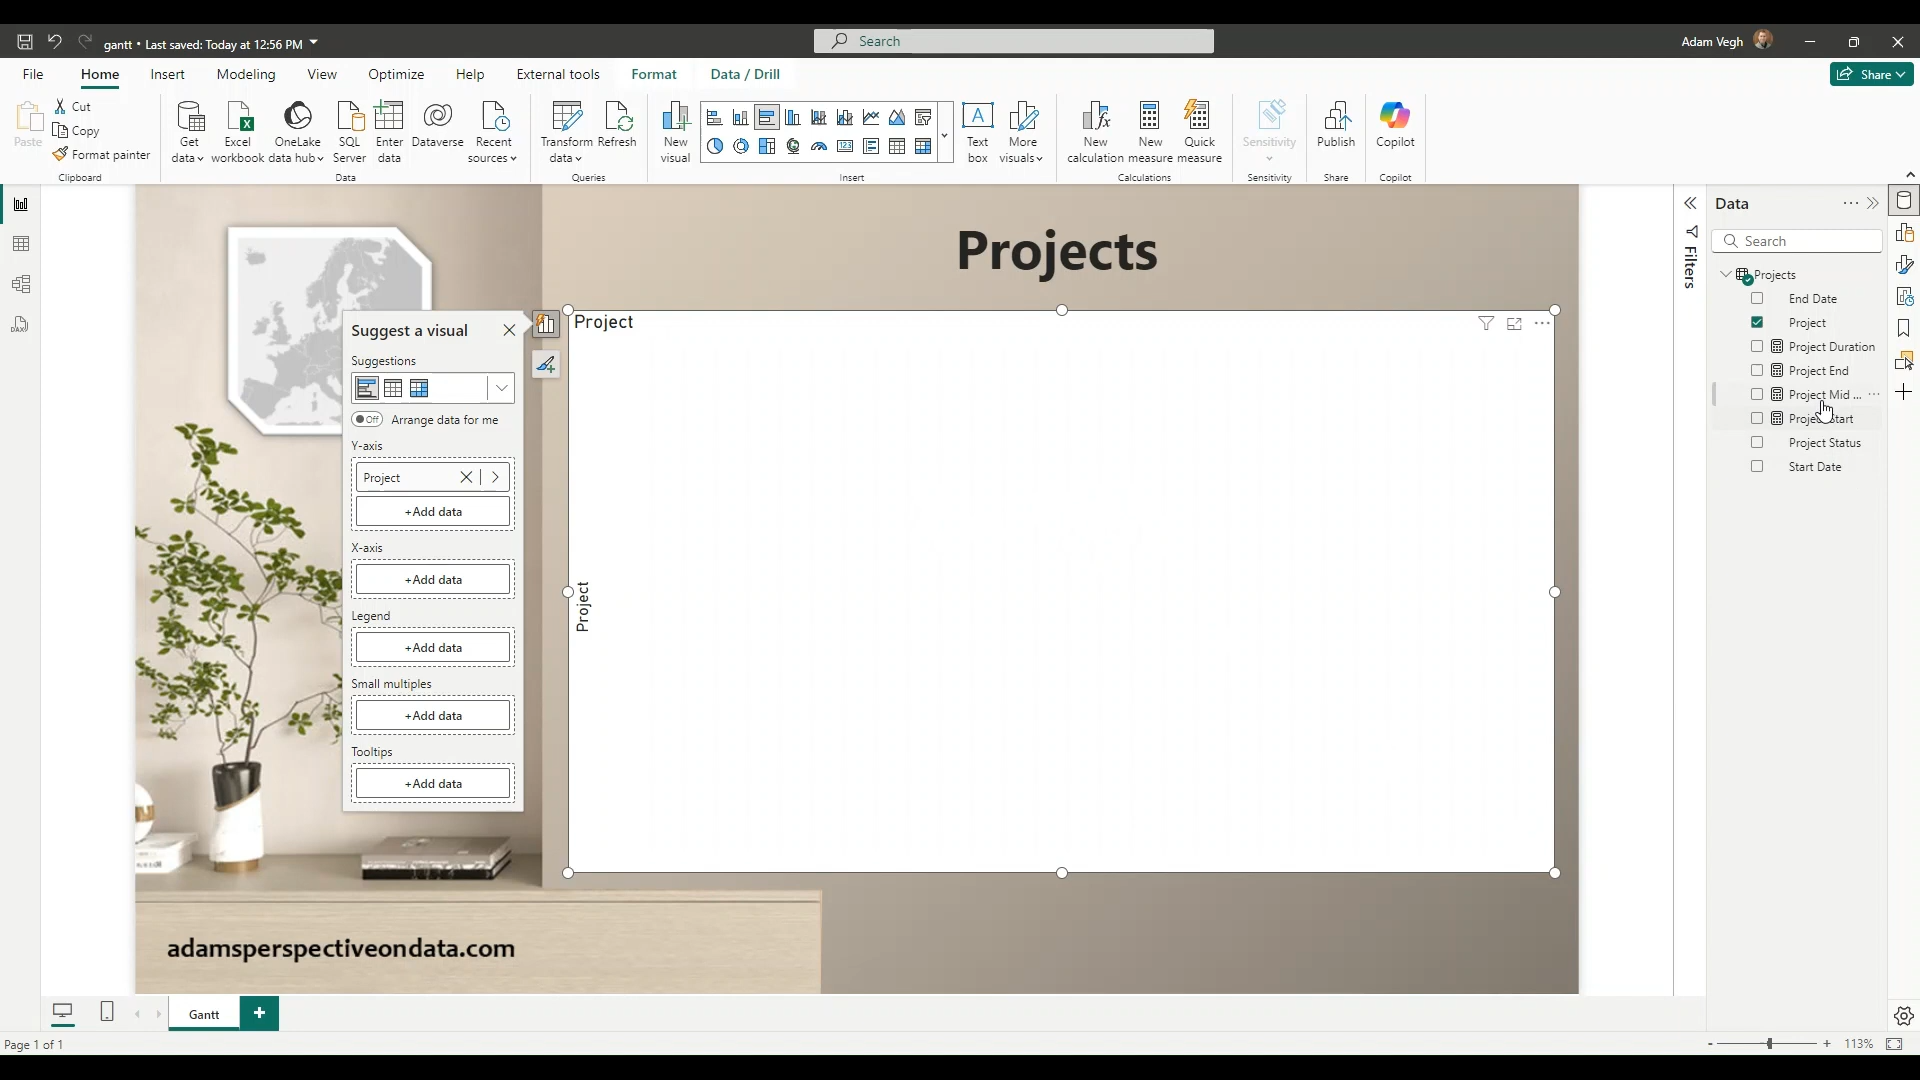 gantt • Last saved: Today at 12:56 PM
Search
Adam Vegh
File
Home
Insert
Modeling
View
Optimize
Help
External tools
Format
Data / Drill
Share
Paste
Cut
Copy
Format painter
Clipboard
Get data
Excel workbook
OneLake data hub
SQL Server
Enter data
Dataverse
Recent sources
Data
Transform data
Refresh
Queries
New visual
Text box
More visuals
Insert
New calculation
New measure
Quick measure
Calculations
Sensitivity
Sensitivity
Publish
Share
Copilot
Copilot
Projects
Suggest a visual
Suggestions
Off
Arrange data for me
Y-axis
Project
+Add data
X-axis
+Add data
Legend
+Add data
Small multiples
+Add data
Tooltips
+Add data
Project
Project
adamsperspectiveondata.com
Filters
Data
Search
Projects
End Date
Project
Project Duration
Project End
Project Mid ...
Project Start
Project Status
Start Date
DAX
Gantt
Page 1 of 1
- + 113%